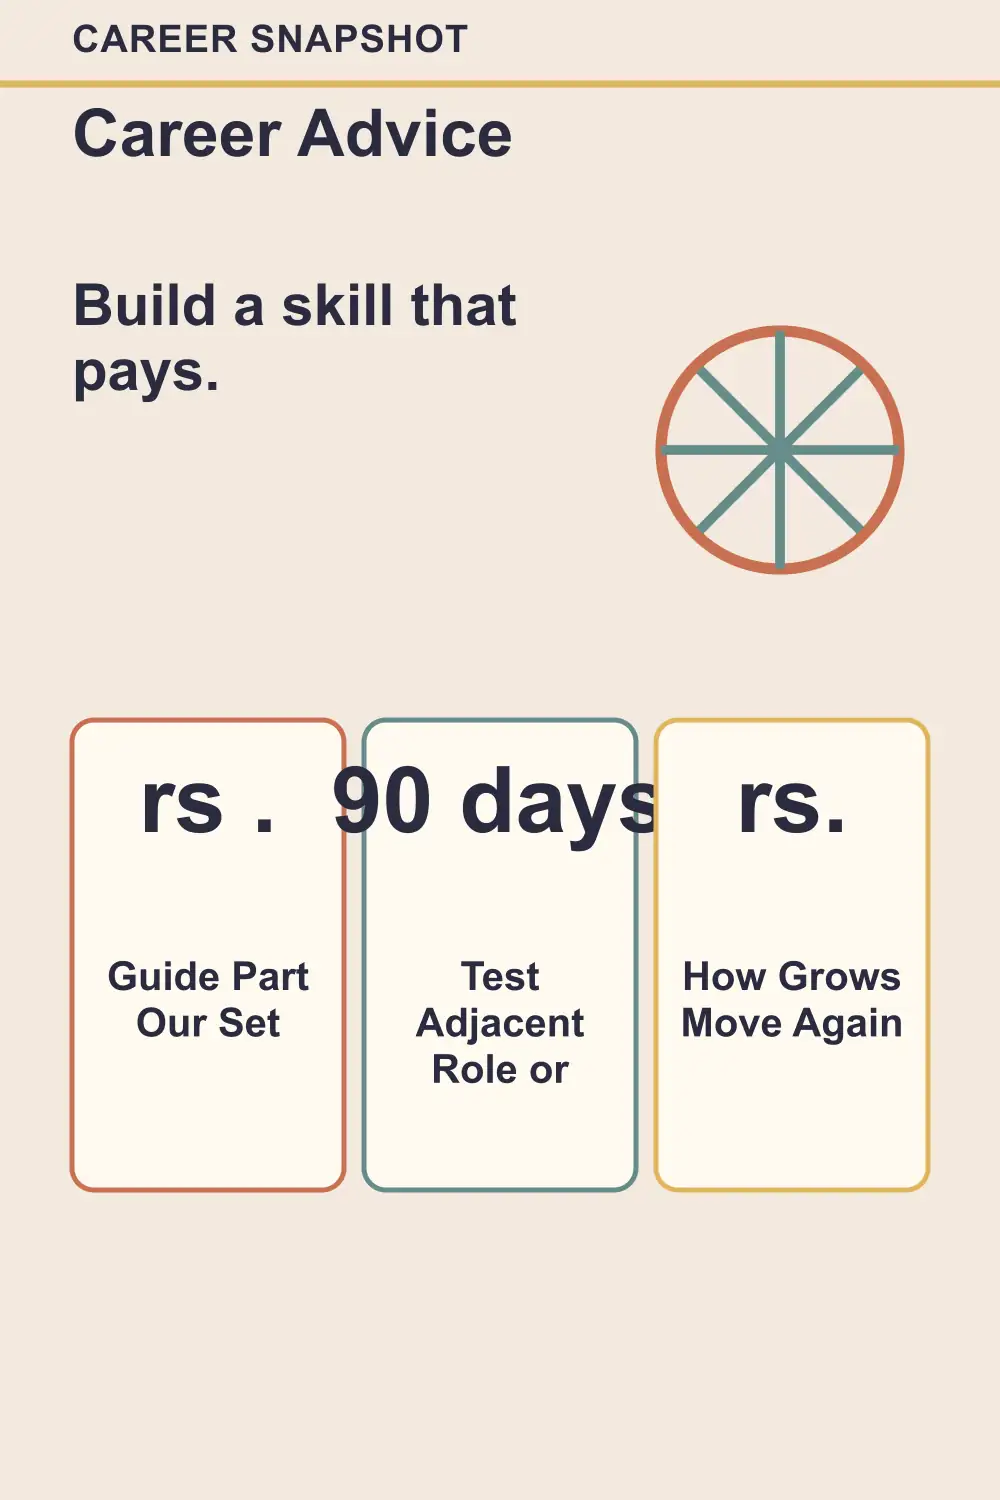 CAREER SNAPSHOT
Career Advice
Build a skill that
pays.
rs .
90 days
rs.
Guide Part
Our Set
Test
Adjacent
Role or
How Grows
Move Again